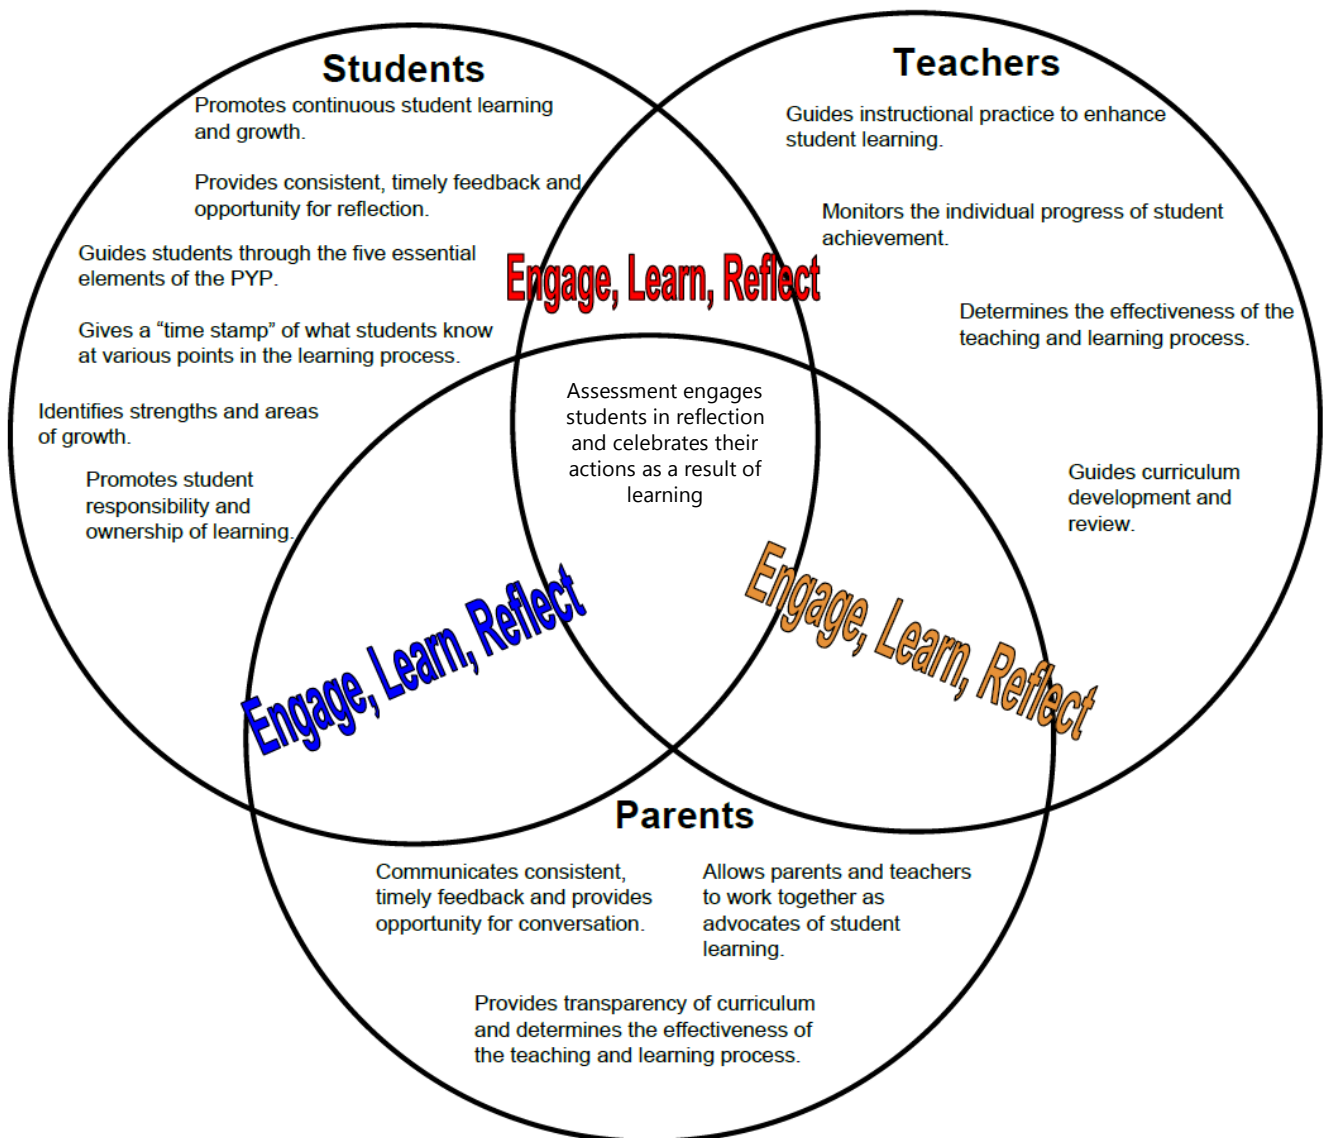 Students
Promotes continuous student learning
and growth.
Provides consistent, timely feedback and
opportunity for reflection.
Guides students through the five essential
elements of the PYP.
Gives a “time stamp” of what students know
at various points in the learning process.
Identifies strengths and areas
of growth.
Promotes student
responsibility and
ownership of learning.
Teachers
Guides instructional practice to enhance
student learning.
Monitors the individual progress of student
achievement.
Determines the effectiveness of the
teaching and learning process.
Guides curriculum
development and
review.
Engage, Learn, Reflect
Assessment engages
students in reflection
and celebrates their
actions as a result of
learning
Engage, Learn, Reflect
Engage, Learn, Reflect
Parents
Communicates consistent,
timely feedback and provides
opportunity for conversation.
Allows parents and teachers
to work together as
advocates of student
learning.
Provides transparency of curriculum
and determines the effectiveness of
the teaching and learning process.